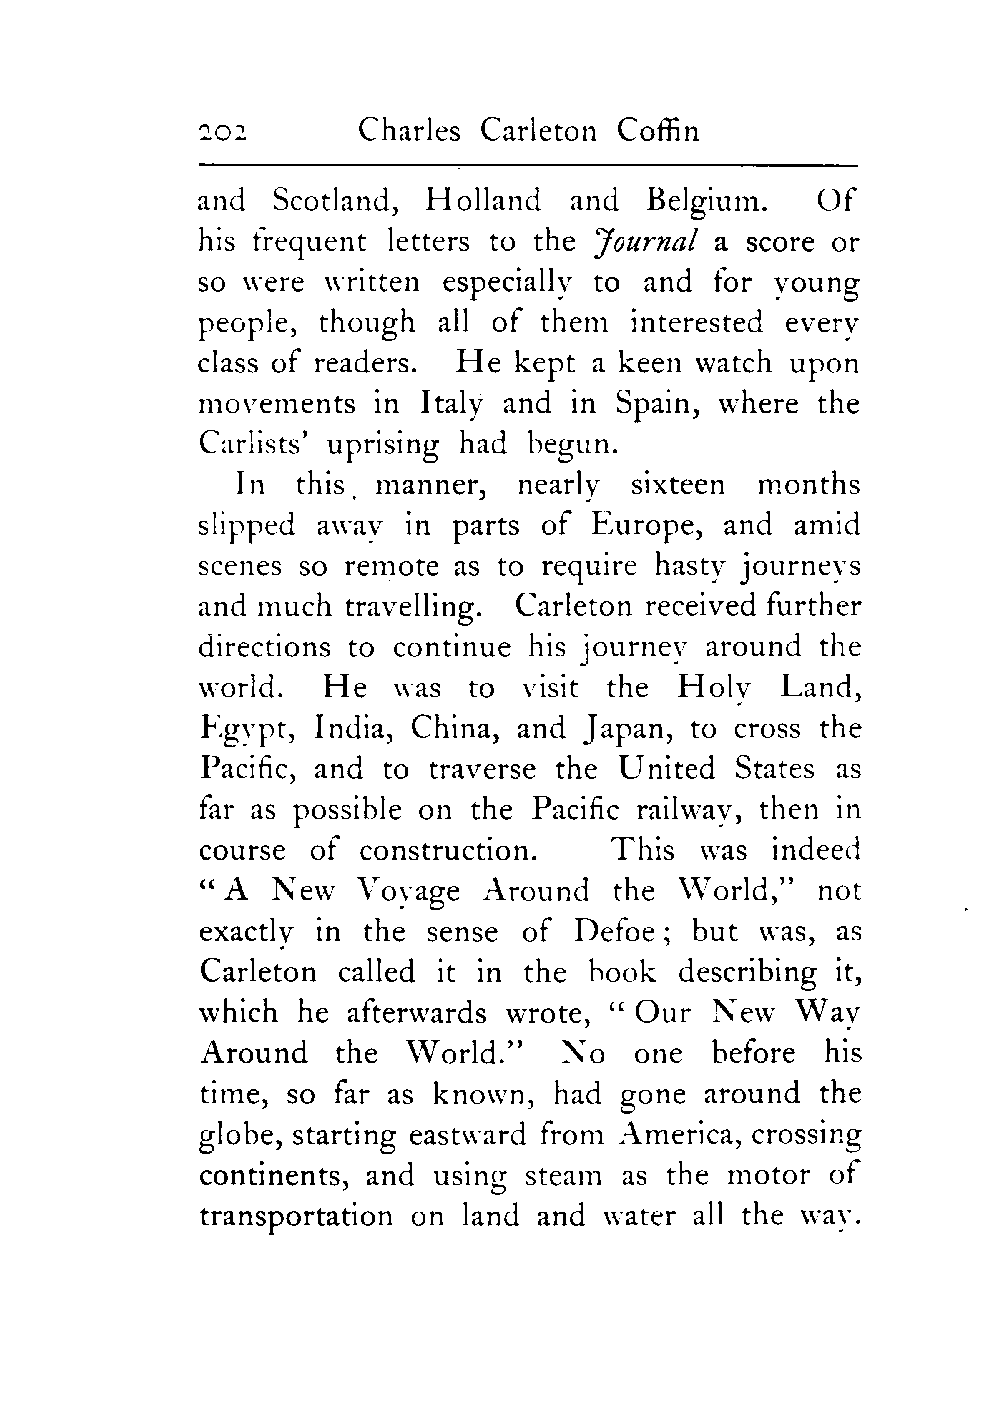 202 Charles Carleton Coffin
and Scotland, Holland and Belgium. Of
his frequent letters to the Journal a score or
so were written especially to and for young
people, though all of them interested every
class of readers. He kept a keen watch upon
movements in Italy and in Spain, where the
Carlists' uprising had begun.
In this manner, nearly sixteen months
slipped away in parts of Europe, and amid
scenes so remote as to require hasty journeys
and much travelling. Carleton received further
directions to continue his journey around the
world. He was to visit the Holy Land,
Egypt, India, China, and Japan, to cross the
Pacific, and to traverse the United States as
far as possible on the Pacific railway, then in
course of construction. This was indeed
“A New Voyage Around the World,” not
exactly in the sense of Defoe; but was, as
Carleton called it in the book describing it,
which he afterwards wrote, “Our New Way
Around the World.” No one before his
time, so far as known, had gone around the
globe, starting eastward from America, crossing
continents, and using steam as the motor of
transportation on land and water all the way.